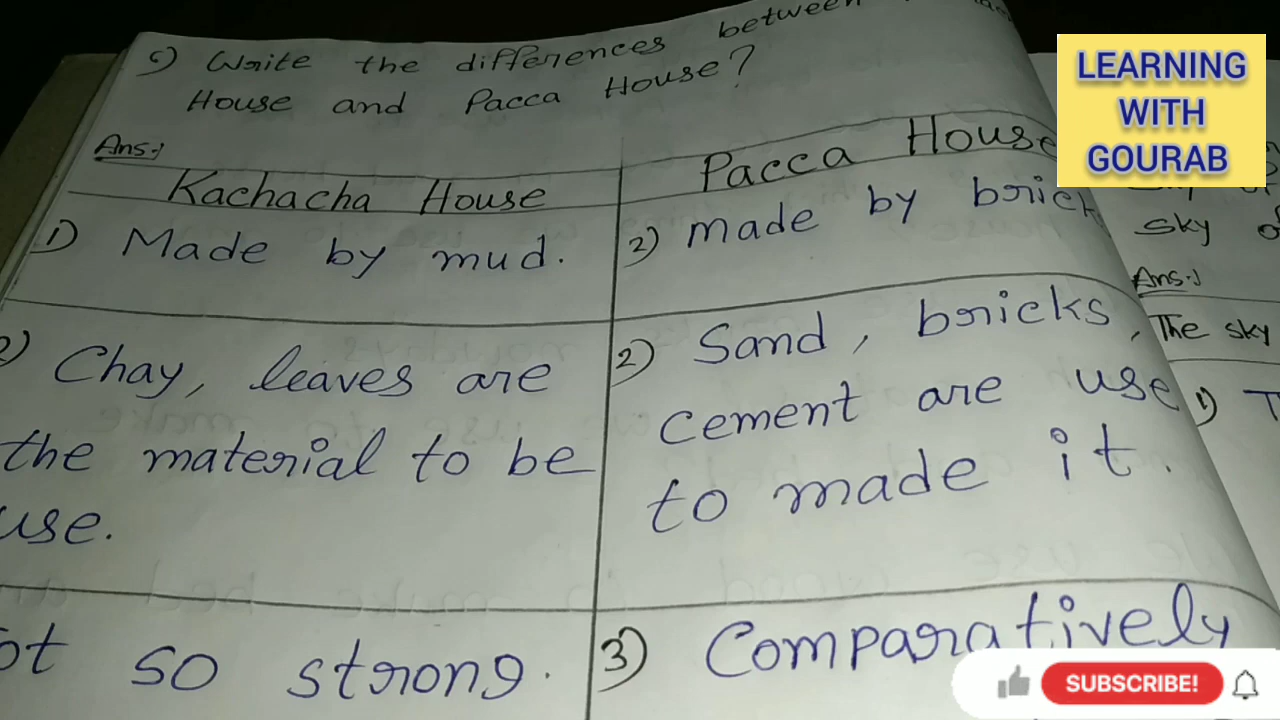 c) Write the differences between
House and Pacca House?
Ans:)
Kachacha House
Pacca House
1) Made by mud.
2) made by brick
2) Chay, leaves are
the material to be
use.
2) Sand, bricks,
cement are use
to made it.
so strong.
3) Comparatively
sky
Ans:)
The sky
1)
LEARNING
WITH
GOURAB
SUBSCRIBE!